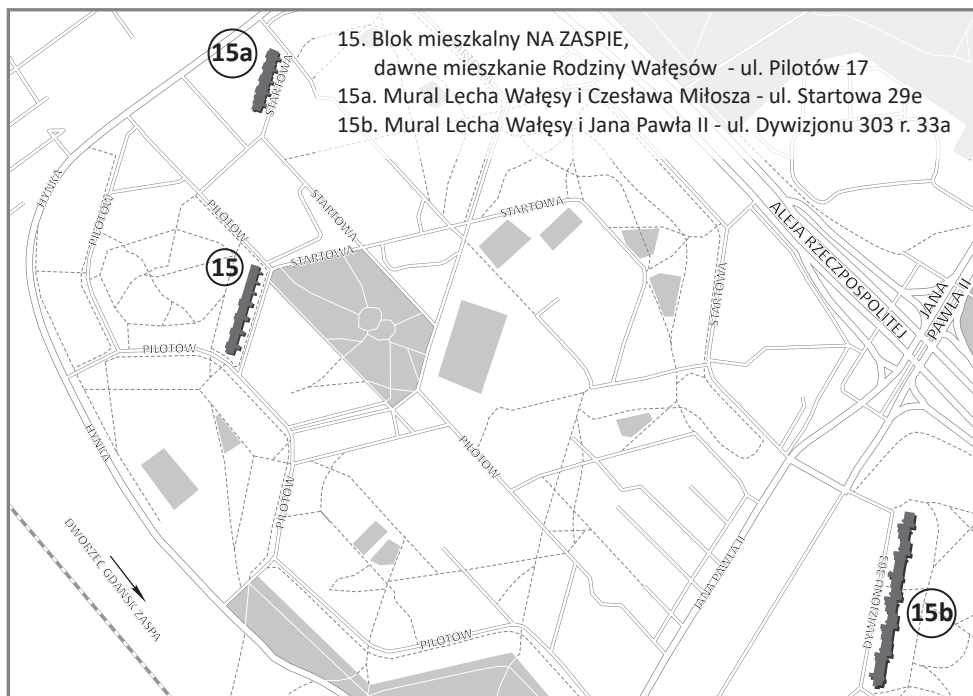 15. Blok mieszkalny NA ZASPIE,
dawne mieszkanie Rodziny Wałęsów - ul. Pilotów 17
15a. Mural Lecha Wałęsy i Czesława Miłosza - ul. Startowa 29e
15b. Mural Lecha Wałęsy i Jana Pawła II - ul. Dywizjonu 303 r. 33a
15a
STARTOWA
HYNKA
PILOTÓW
PILOTÓW
STARTOWA
STARTOWA
STARTOWA
15
ALEJA RZECZPOSPOLITEJ
JANA
PAWŁA II
STARTOWA
PILOTÓW
HYNKA
PILOTÓW
PILOTÓW
DWORZEC GDAŃSK ZASPA
JANA PAWŁA II
DYWIZJONU 303
15b
PILOTÓW